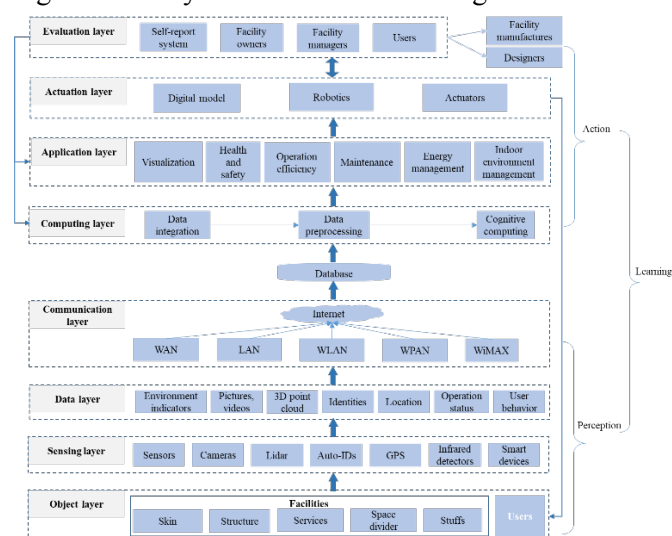 Evaluation layer
Self-report
system
Facility
owners
Facility
managers
Users
Facility
manufactures
Designers
Actuation layer
Digital model
Robotics
Actuators
Action
Application layer
Visualization
Health
and
safety
Operation
efficiency
Maintenance
Energy
management
Indoor
environment
management
Computing layer
Data
integration
Data
preprocessing
Cognitive
computing
Database
Learning
Communication
layer
Internet
WAN
LAN
WLAN
WPAN
WiMAX
Data layer
Environment
indicators
Pictures,
videos
3D point
cloud
Identities
Location
Operation
status
User
behavior
Perception
Sensing layer
Sensors
Cameras
Lidar
Auto-IDs
GPS
Infrared
detectors
Smart
devices
Object layer
Facilities
Skin
Structure
Services
Space
divider
Stuffs
Users